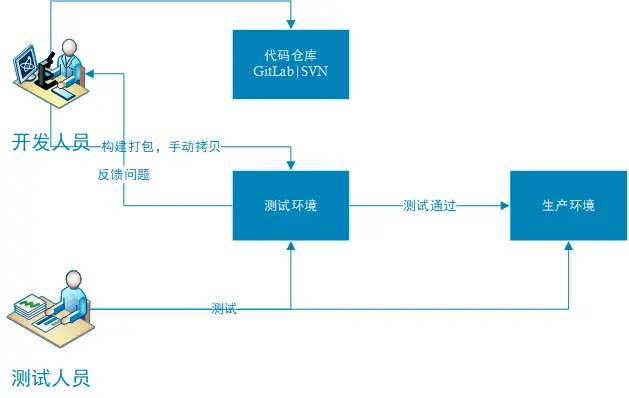 代码仓库
GitLab|SVN
开发人员
构建打包，手动拷贝
反馈问题
测试环境
测试通过
生产环境
测试
测试人员